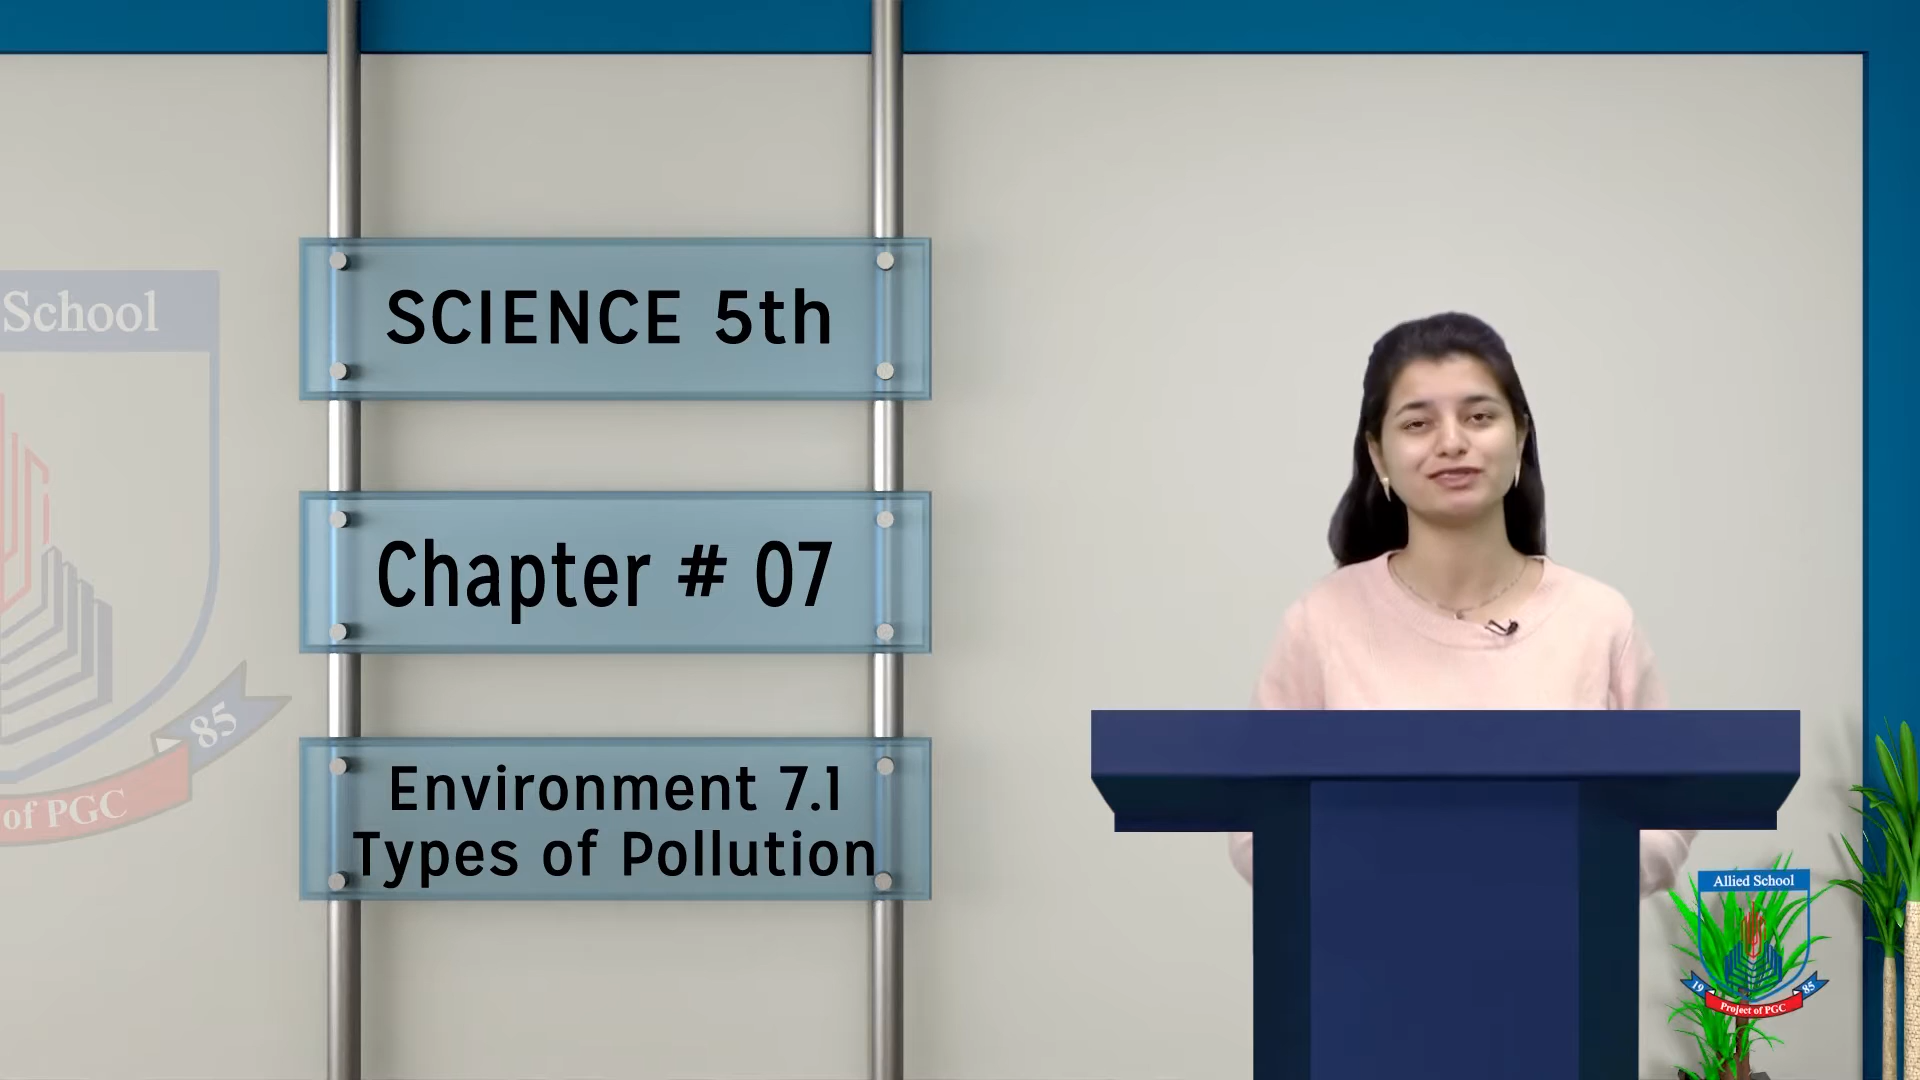 SCIENCE 5th
Chapter # 07
Environment 7.1
Types of Pollution
School
85
of PGC
Allied School
19 85
Project of PGC